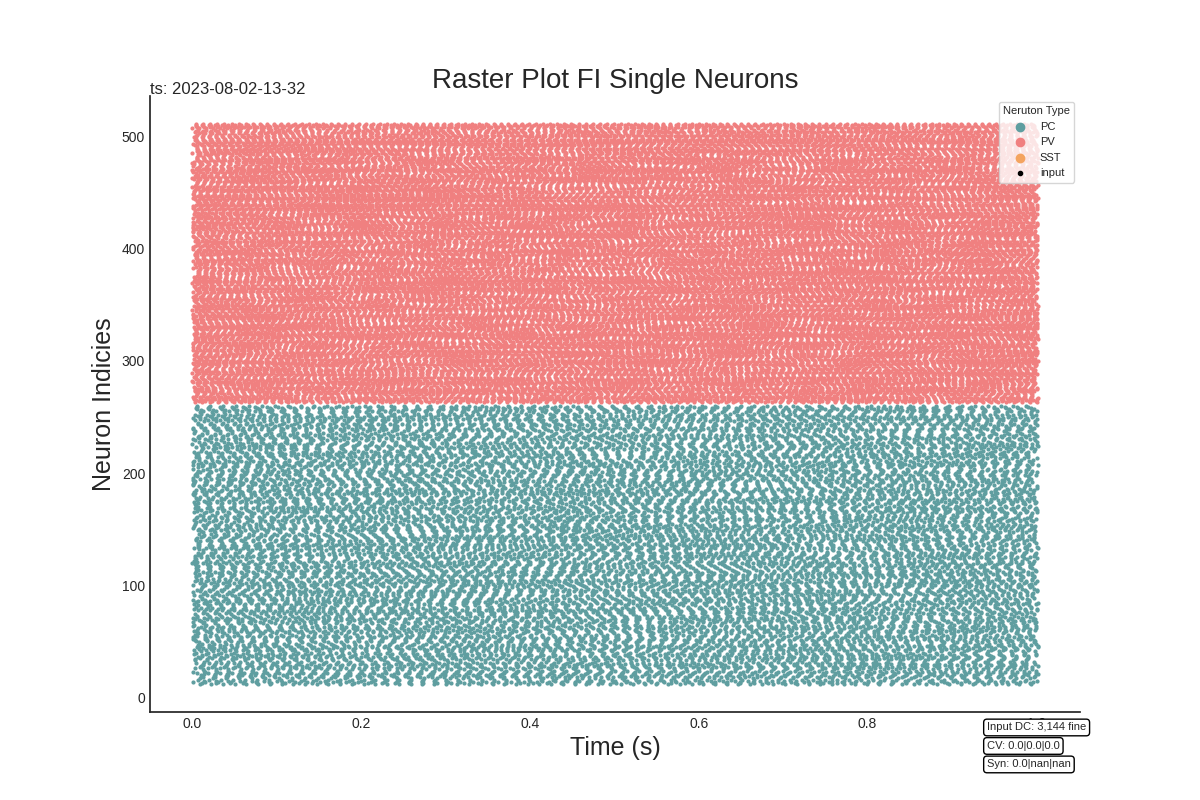 Raster Plot FI Single Neurons
ts: 2023-08-02-13-32
Neruton Type
PC
PV
SST
input
500
400
300
200
100
0
Neuron Indicies
0.0 0.2 0.4 0.6 0.8
Time (s)
Input DC: 3,144 fine
CV: 0.0|0.0|0.0
Syn: 0.0|nan|nan